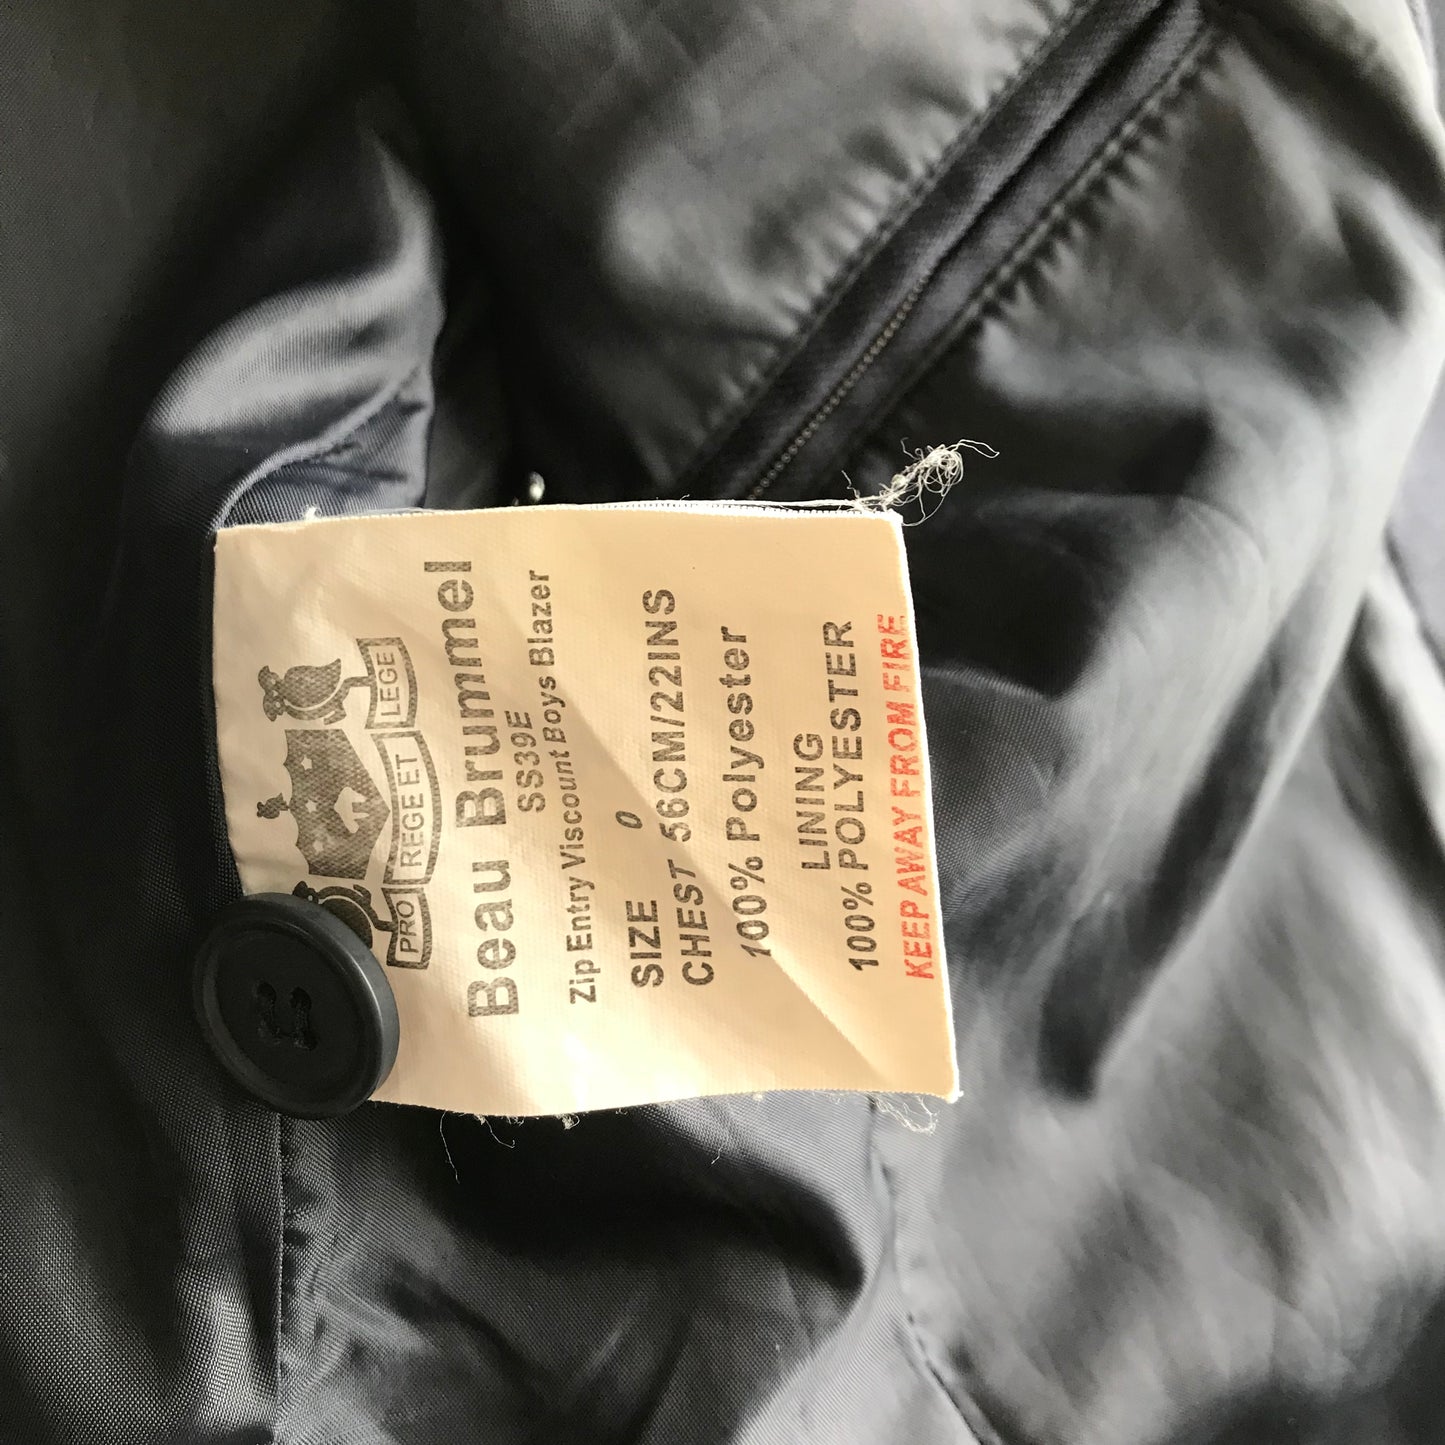 PRO REGE ET LEGE
Beau Brummel
SS39E
Zip Entry Viscount Boys Blazer
SIZE 0
CHEST 56CM/22INS
100% Polyester
LINING
100% POLYESTER
KEEP AWAY FROM FIRE